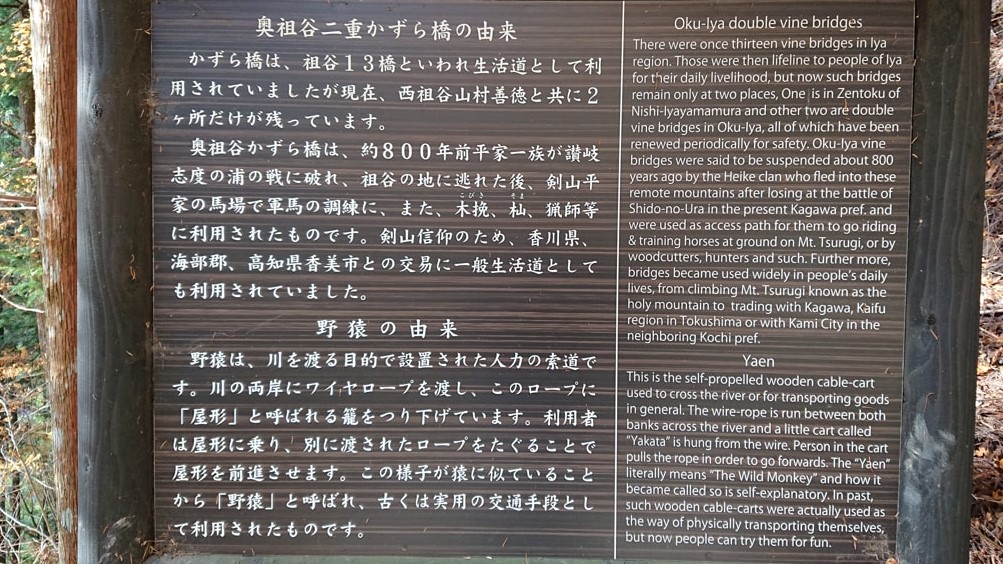 奥祖谷二重かずら橋の由来
かずら橋は、祖谷１３橋といわれ生活道として利
用されていましたが現在、西祖谷山村善徳と共に２
ヶ所だけが残っています。
奥祖谷かずら橋は、約８００年前平家一族が讃岐
志度の浦の戦に破れ、祖谷の地に逃れた後、剣山平
家の馬場で軍馬の調練に、また、木挽、杣、猟師等
に利用されたものです。剣山信仰のため、香川県、
海部郡、高知県香美市との交易に一般生活道として
も利用されていました。
野猿の由来
野猿は、川を渡る目的で設置された人力の索道で
す。川の両岸にワイヤロープを渡し、このロープに
「屋形」と呼ばれる籠をつり下げています。利用者
は屋形に乗り、別に渡されたロープをたぐることで
屋形を前進させます。この様子が猿に似ていること
から「野猿」と呼ばれ、古くは実用の交通手段とし
て利用されたものです。
Oku-Iya double vine bridges
There were once thirteen vine bridges in Iya
region. Those were then lifeline to people of Iya
for their daily livelihood, but now such bridges
remain only at two places, One is in Zentoku of
Nishi-Iyayamamura and other two are double
vine bridges in Oku-Iya, all of which have been
renewed periodically for safety. Oku-Iya vine
bridges were said to be suspended about 800
years ago by the Heike clan who fled into these
remote mountains after losing at the battle of
Shido-no-Ura in the present Kagawa pref. and
were used as access path for them to go riding
& training horses at ground on Mt. Tsurugi, or by
woodcutters, hunters and such. Further more,
bridges became used widely in people's daily
lives, from climbing Mt. Tsurugi known as the
holy mountain to trading with Kagawa, Kaifu
region in Tokushima or with Kami City in the
neighboring Kochi pref.
Yaen
This is the self-propelled wooden cable-cart
used to cross the river or for transporting goods
in general. The wire-rope is run between both
banks across the river and a little cart called
"Yakata" is hung from the wire. Person in the cart
pulls the rope in order to go forwards. The "Yaen"
literally means "The Wild Monkey" and how it
became called so is self-explanatory. In past,
such wooden cable-carts were actually used as
the way of physically transporting themselves,
but now people can try them for fun.